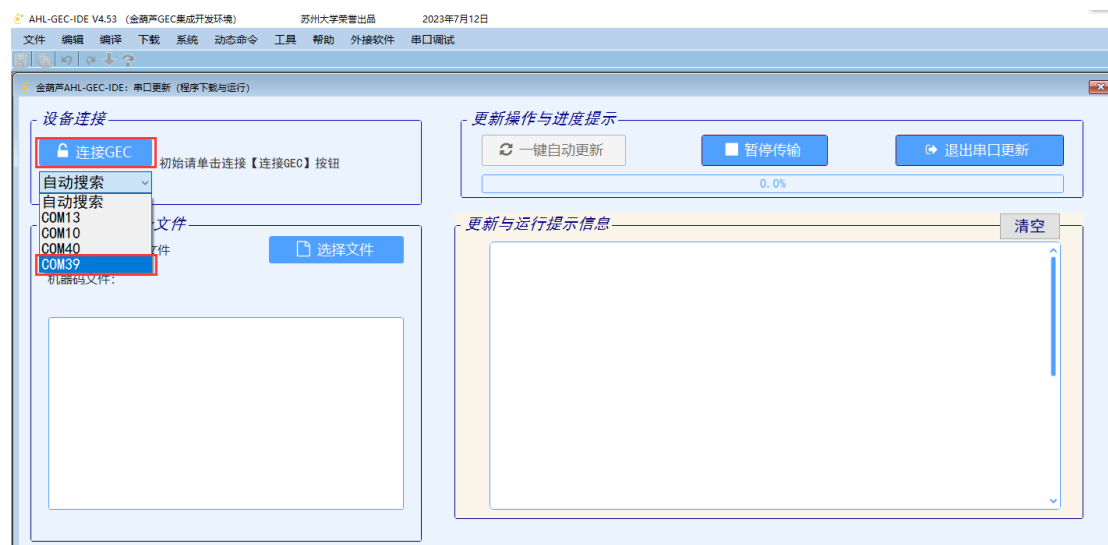 AHL-GEC-IDE V4.53 (金葫芦GEC集成开发环境) 苏州大学荣誉出品 2023年7月12日
文件 编辑 编译 下载 系统 动态命令 工具 帮助 外接软件 串口调试
金葫芦AHL-GEC-IDE: 串口更新 (程序下载与运行)
设备连接
连接GEC
初始请单击连接【连接GEC】按钮
自动搜索
自动搜索
COM13
COM10
COM40
COM39
文件
文件
选择文件
机器码文件:
更新操作与进度提示
一键自动更新
暂停传输
退出串口更新
0.0%
更新与运行提示信息
清空